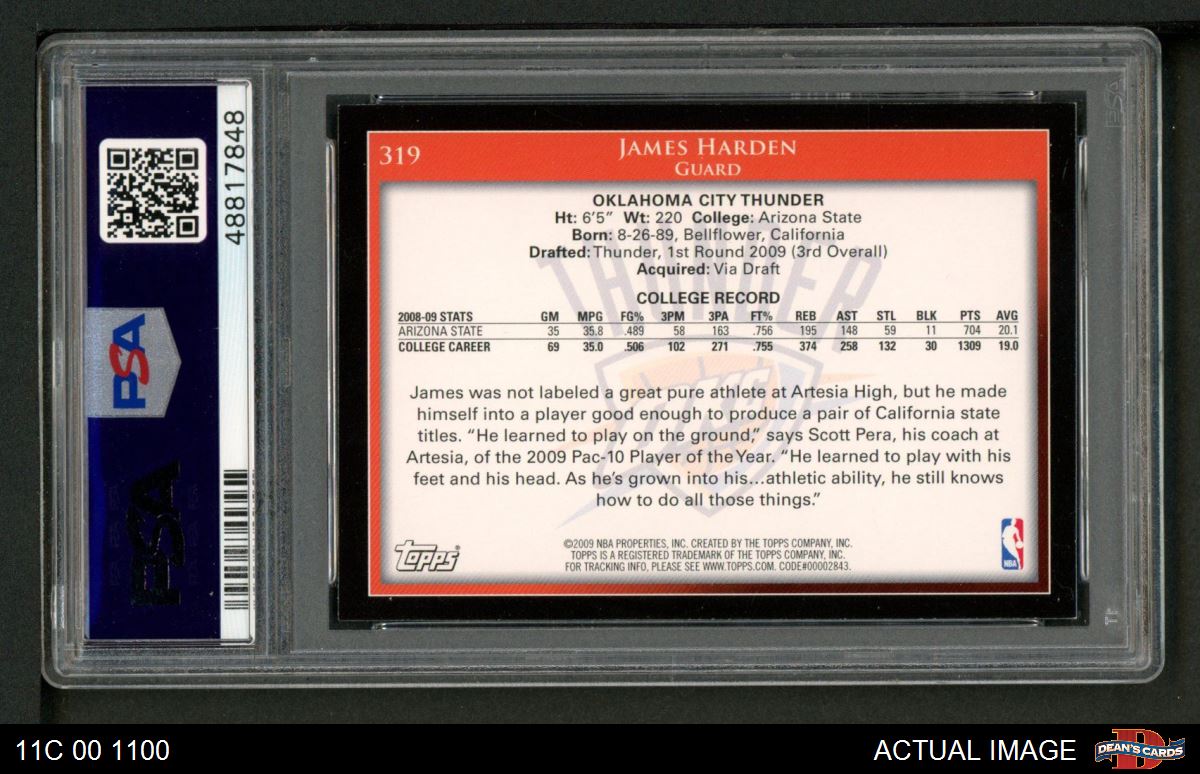 48817848
PSA
PSA
319
JAMES HARDEN
GUARD
OKLAHOMA CITY THUNDER
Ht: 6'5” Wt: 220 College: Arizona State
Born: 8-26-89, Bellflower, California
Drafted: Thunder, 1st Round 2009 (3rd Overall)
Acquired: Via Draft
THUNDER
COLLEGE RECORD
2008-09 STATS GM MPG FG% 3PM 3PA FT% REB AST STL BLK PTS AVG
ARIZONA STATE 35 35.8 .489 58 163 .756 195 148 59 11 704 20.1
COLLEGE CAREER 69 35.0 .506 102 271 .755 374 258 132 30 1309 19.0
OKC
James was not labeled a great pure athlete at Artesia High, but he made
himself into a player good enough to produce a pair of California state
titles. “He learned to play on the ground,” says Scott Pera, his coach at
Artesia, of the 2009 Pac-10 Player of the Year. “He learned to play with his
feet and his head. As he's grown into his...athletic ability, he still knows
how to do all those things.”
Topps®
©2009 NBA PROPERTIES, INC. CREATED BY THE TOPPS COMPANY, INC.
TOPPS IS A REGISTERED TRADEMARK OF THE TOPPS COMPANY, INC.
FOR TRACKING INFO, PLEASE SEE WWW.TOPPS.COM. CODE#00002843.
NBA
PSA
11C 00 1100
ACTUAL IMAGE
D
DEAN'S CARDS